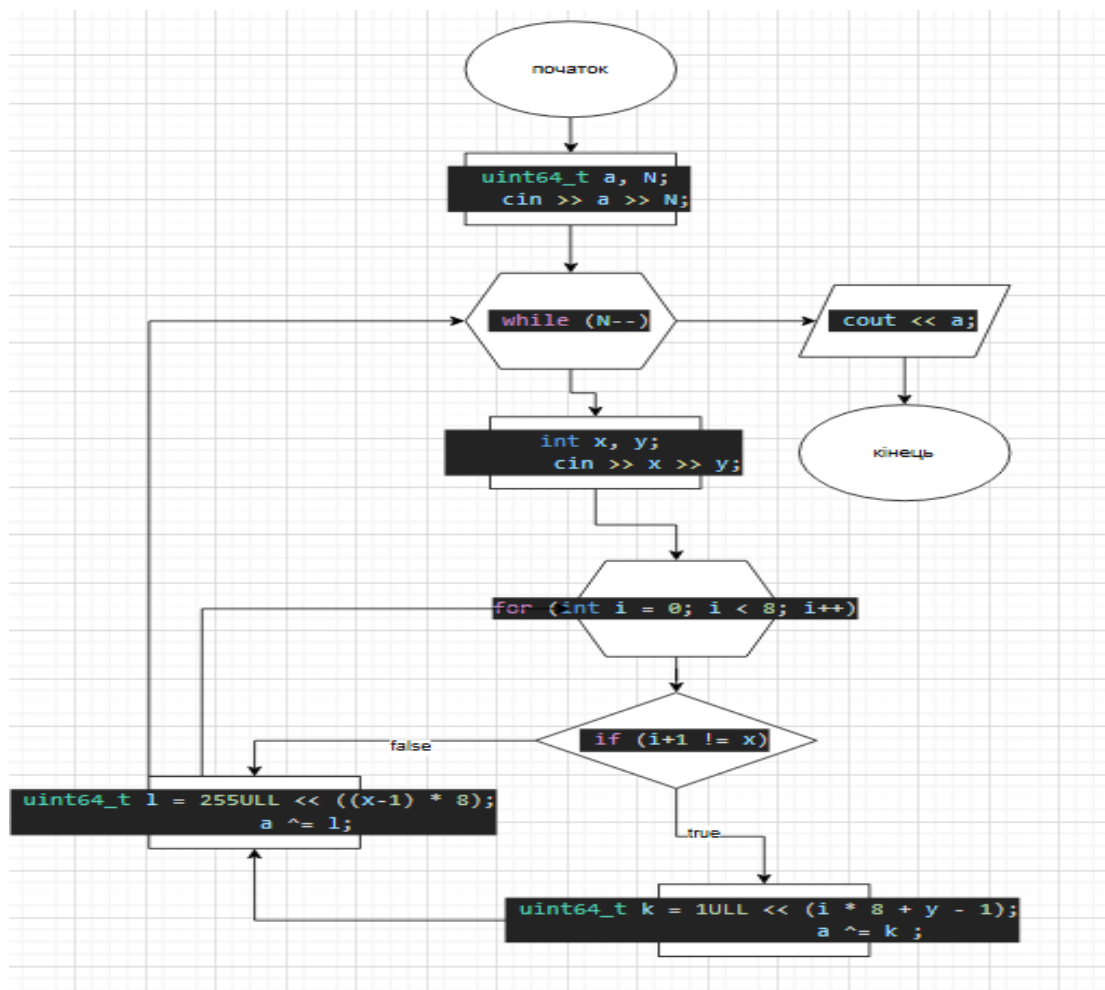 початок
uint64_t a, N;
cin >> a >> N;
while (N--)
cout << a;
int x, y;
cin >> x >> y;
кінець
for (int i = 0; i < 8; i++)
if (i+1 != x)
false
uint64_t l = 255ULL << ((x-1) * 8);
a ^= l;
true
uint64_t k = 1ULL << (i * 8 + y - 1);
a ^= k ;